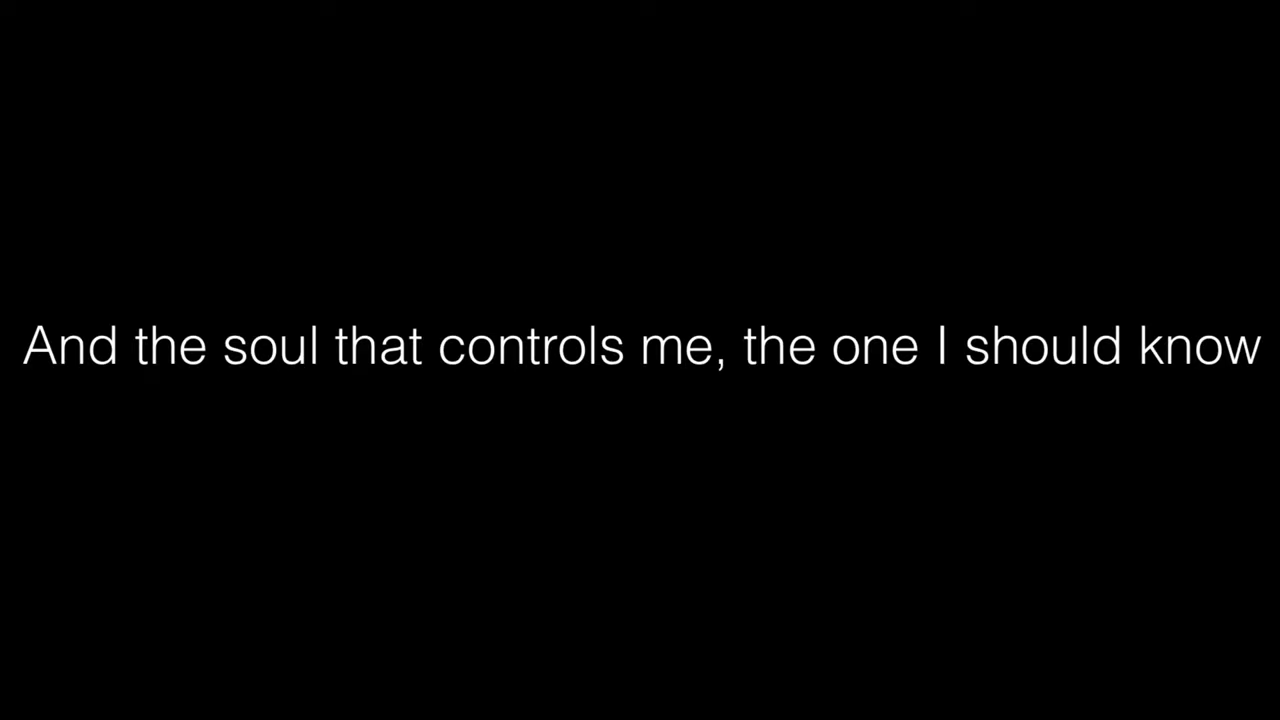 And the soul that controls me, the one I should know